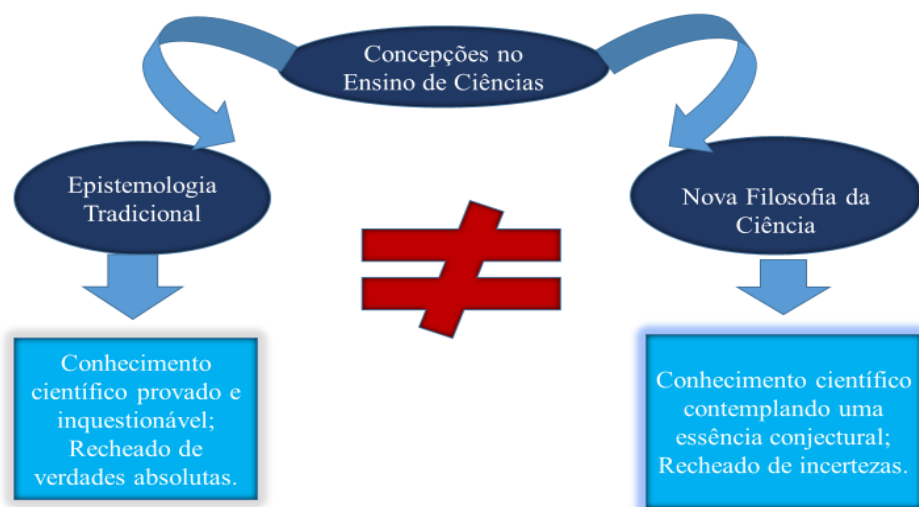 Concepções no
Ensino de Ciências
Epistemologia
Tradicional
Nova Filosofia da
Ciência
Conhecimento
científico provado e
inquestionável;
Recheado de
verdades absolutas.
Conhecimento científico
contemplando uma
essência conjectural;
Recheado de incertezas.